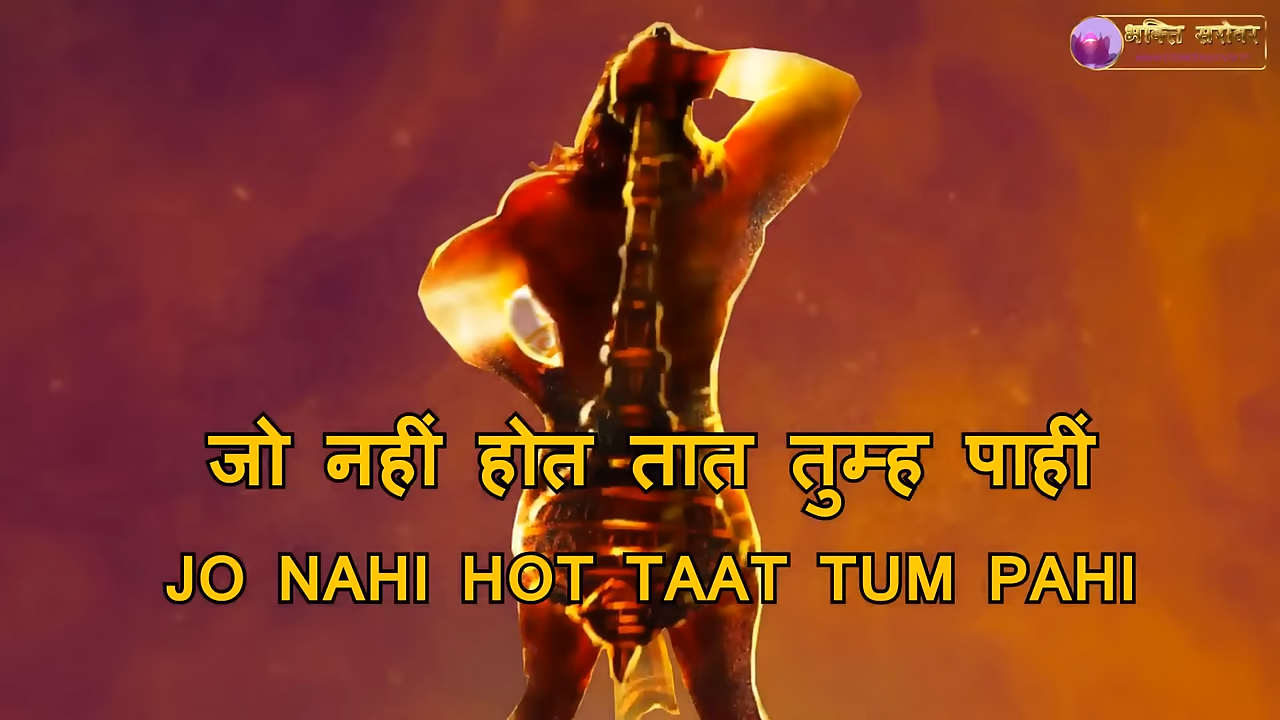 भक्ति सरोवर
जो नहीं होत तात तुम्ह पाहीं
JO NAHI HOT TAAT TUM PAHI